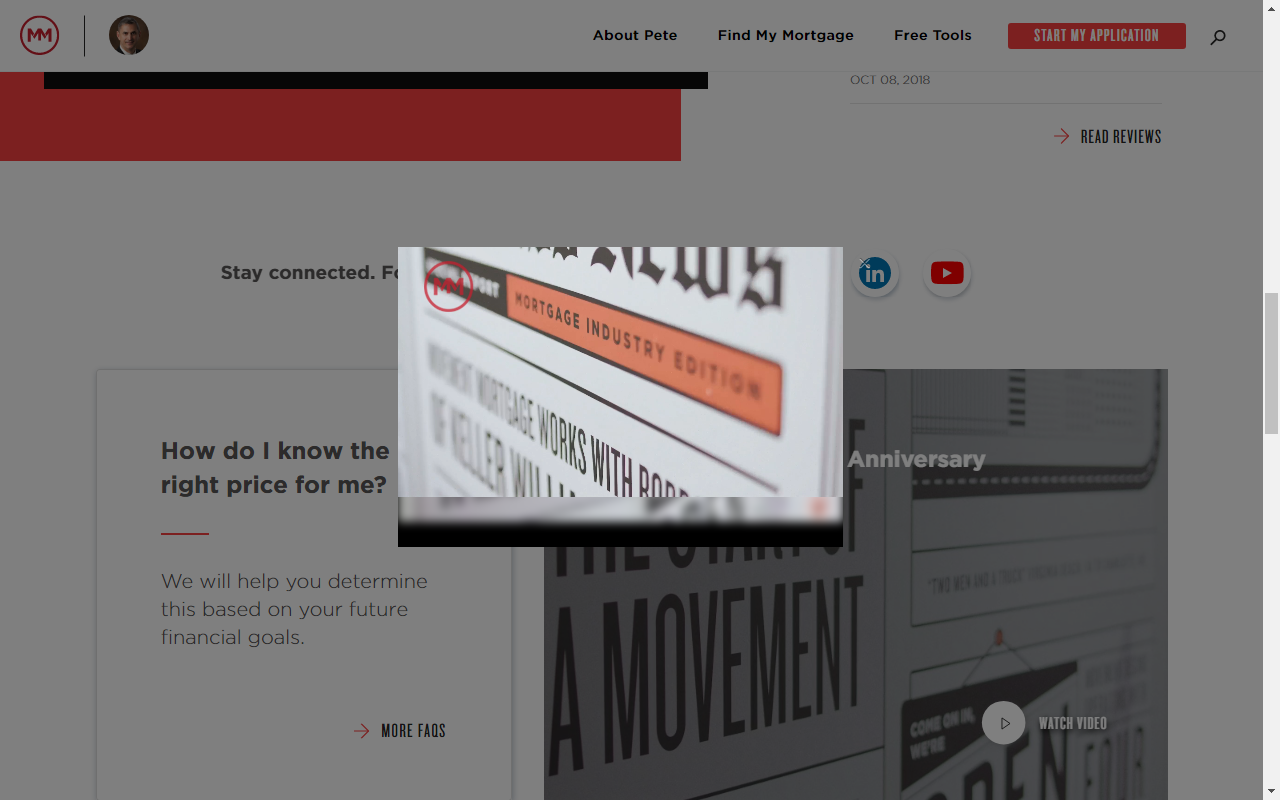 MM
About Pete
Find My Mortgage
Free Tools
START MY APPLICATION
OCT 08, 2018
READ REVIEWS
Stay connected.
in
News
MM
MORTGAGE INDUSTRY EDITION
MOVEMENT MORTGAGE WORKS WITH
OF KELLER
Anniversary
How do I know the
right price for me?
We will help you determine
this based on your future
financial goals.
MORE FAQS
THE START OF
A MOVEMENT
"TWO MEN AND A TRUCK"
COME ON IN,
WE'RE
OPEN
FOUR
WATCH VIDEO